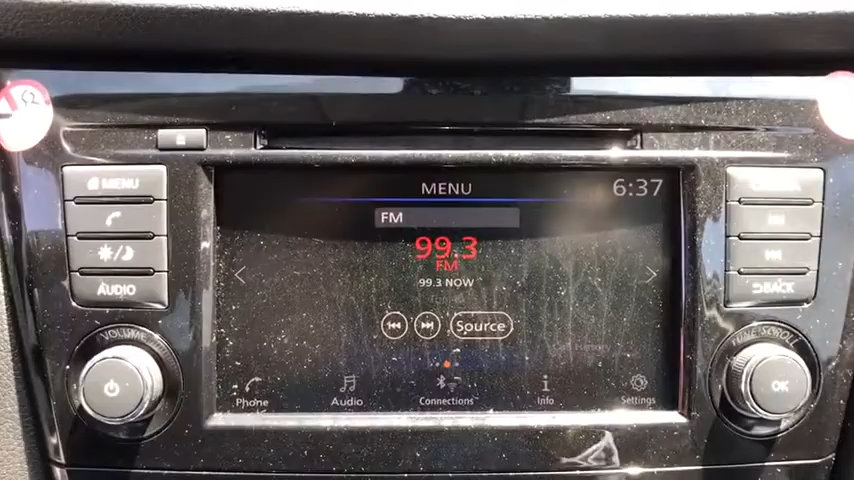 MENU
AUDIO
VOLUME
MENU
6:37
FM
99.3
FM
99.3 NOW
Source
Phone
Audio
Connections
Info
Settings
BACK
TUNE·SCROLL
OK